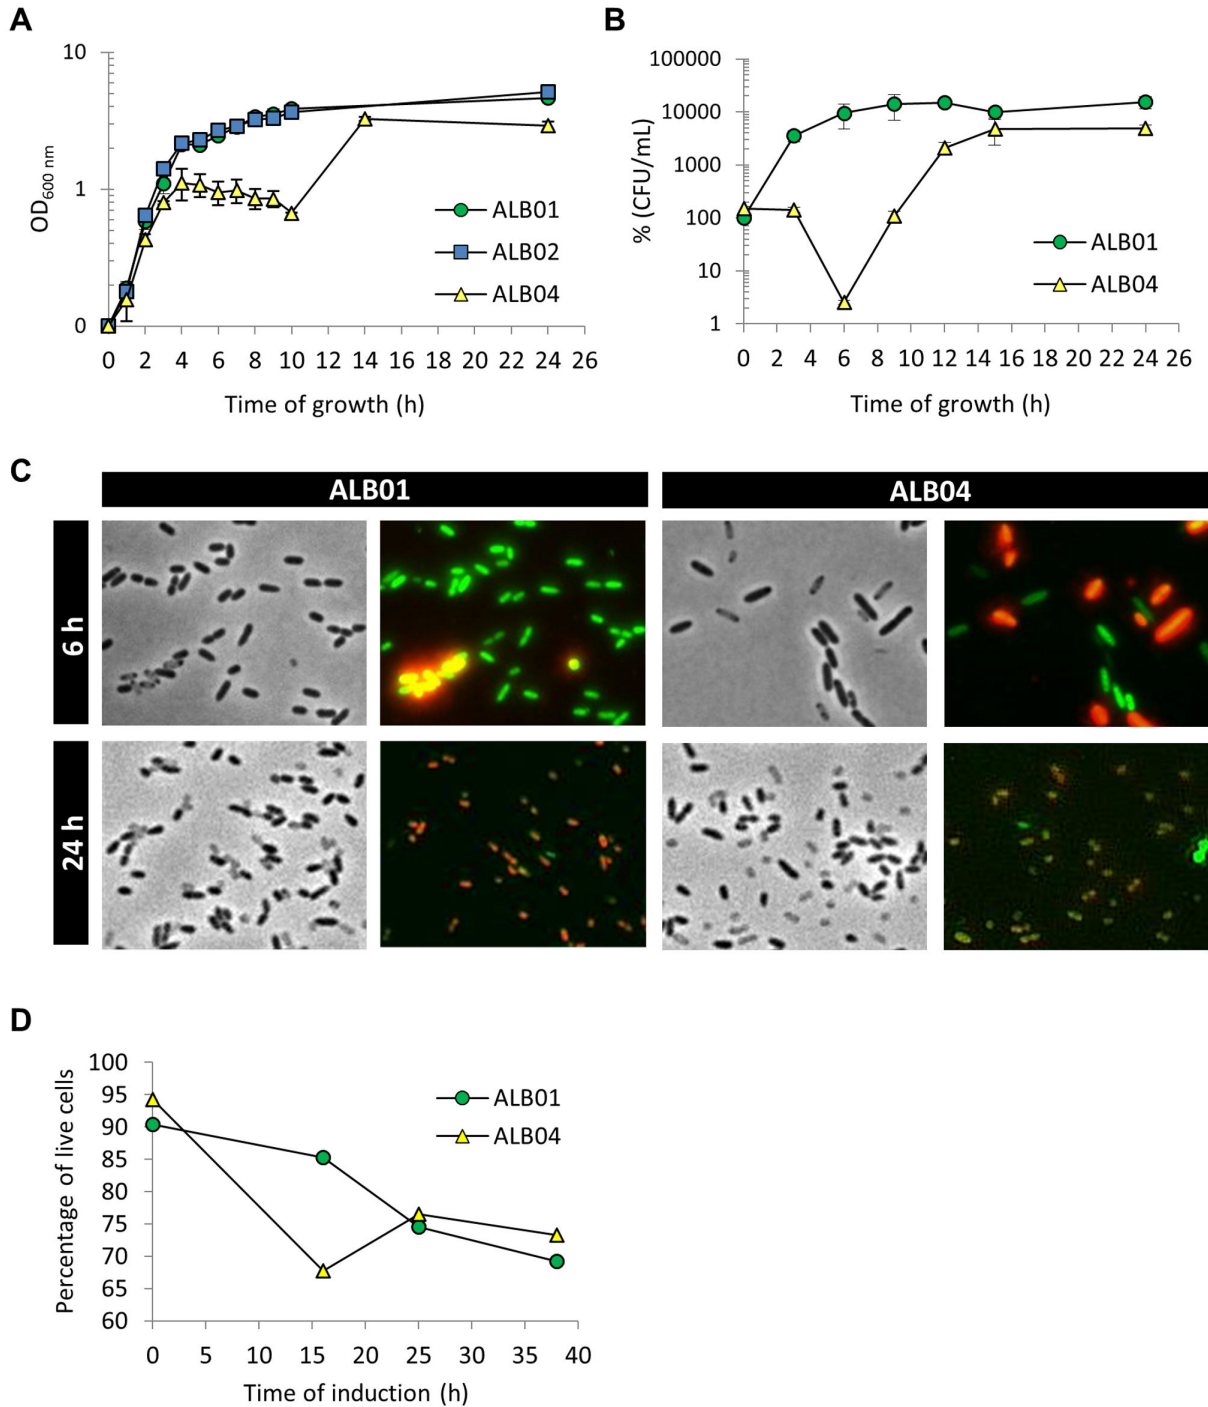 A
10
1
0
OD600 nm
ALB01
ALB02
ALB04
0 2 4 6 8 10 12 14 16 18 20 22 24 26
Time of growth (h)
B
100000
10000
1000
100
10
1
% (CFU/mL)
ALB01
ALB04
0 2 4 6 8 10 12 14 16 18 20 22 24 26
Time of growth (h)
C
ALB01
ALB04
6 h
24 h
D
100
95
90
85
80
75
70
65
60
Percentage of live cells
ALB01
ALB04
0 5 10 15 20 25 30 35 40
Time of induction (h)